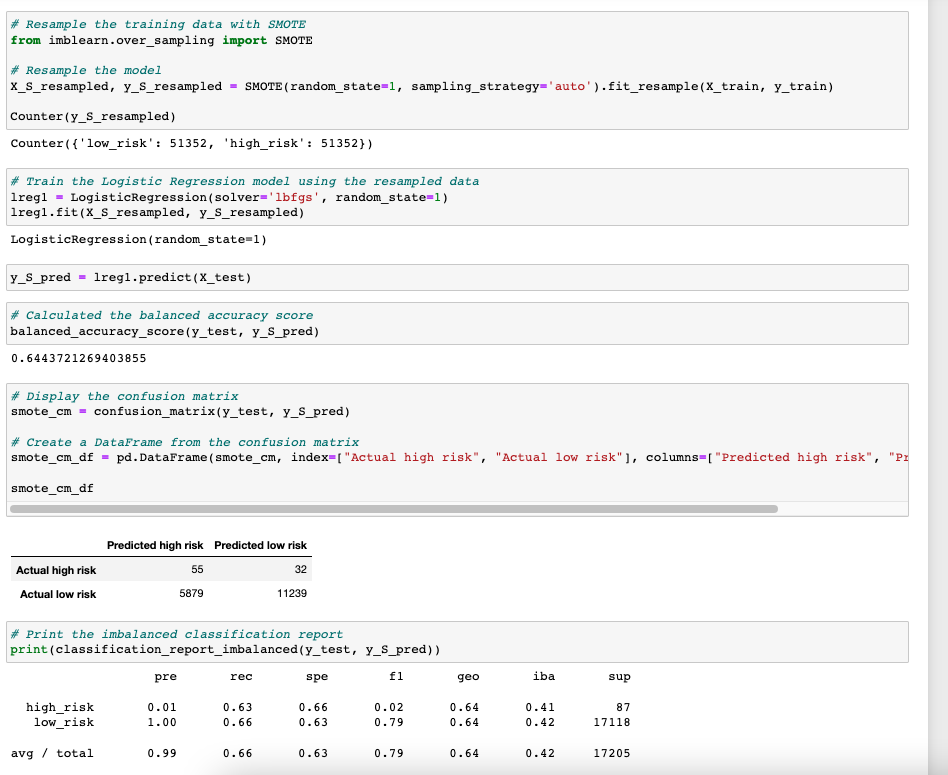 # Resample the training data with SMOTE
from imblearn.over_sampling import SMOTE
# Resample the model
X_S_resampled, y_S_resampled = SMOTE(random_state=1, sampling_strategy='auto').fit_resample(X_train, y_train)
Counter(y_S_resampled)
Counter({'low_risk': 51352, 'high_risk': 51352})
# Train the Logistic Regression model using the resampled data
lreg1 = LogisticRegression(solver='lbfgs', random_state=1)
lreg1.fit(X_S_resampled, y_S_resampled)
LogisticRegression(random_state=1)
y_S_pred = lreg1.predict(X_test)
# Calculated the balanced accuracy score
balanced_accuracy_score(y_test, y_S_pred)
0.6443721269403855
# Display the confusion matrix
smote_cm = confusion_matrix(y_test, y_S_pred)
# Create a DataFrame from the confusion matrix
smote_cm_df = pd.DataFrame(smote_cm, index=["Actual high risk", "Actual low risk"], columns=["Predicted high risk", "Pr
smote_cm_df
Predicted high risk Predicted low risk
Actual high risk 55 32
Actual low risk 5879 11239
# Print the imbalanced classification report
print(classification_report_imbalanced(y_test, y_S_pred))
pre rec spe f1 geo iba sup
high_risk 0.01 0.63 0.66 0.02 0.64 0.41 87
low_risk 1.00 0.66 0.63 0.79 0.64 0.42 17118
avg / total 0.99 0.66 0.63 0.79 0.64 0.42 17205